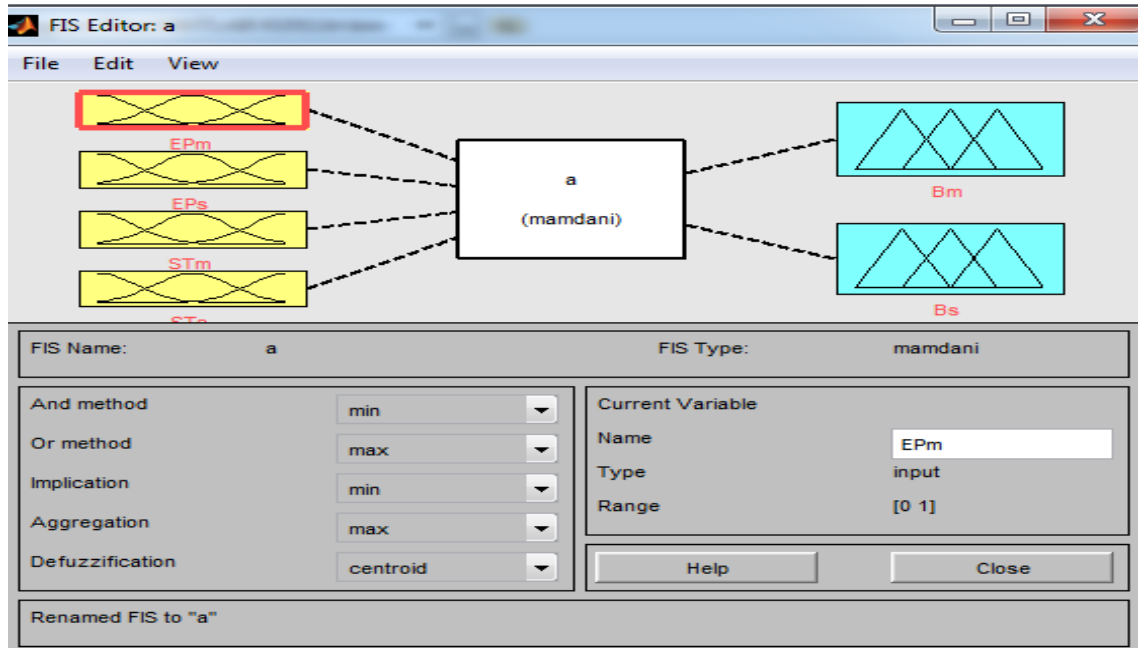 FIS Editor: a
File Edit View
EPm
EPs
STm
a
(mamdani)
Bm
Bs
FIS Name: a FIS Type: mamdani
And method min
Or method max
Implication min
Aggregation max
Defuzzification centroid
Current Variable
Name EPm
Type input
Range [0 1]
Help Close
Renamed FIS to "a"